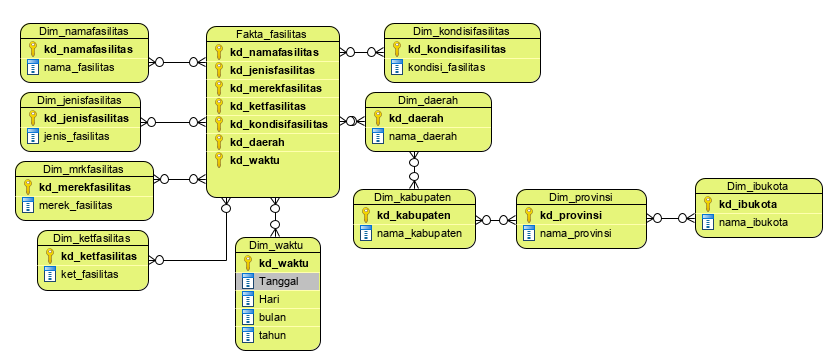 Dim_namafasilitas
kd_namafasilitas
nama_fasilitas
Dim_jenisfasilitas
kd_jenisfasilitas
jenis_fasilitas
Dim_mrkfasilitas
kd_merekfasilitas
merek_fasilitas
Dim_ketfasilitas
kd_ketfasilitas
ket_fasilitas
Fakta_fasilitas
kd_namafasilitas
kd_jenisfasilitas
kd_merekfasilitas
kd_ketfasilitas
kd_kondisifasilitas
kd_daerah
kd_waktu
Dim_waktu
kd_waktu
Tanggal
Hari
bulan
tahun
Dim_kondisifasilitas
kd_kondisifasilitas
kondisi_fasilitas
Dim_daerah
kd_daerah
nama_daerah
Dim_kabupaten
kd_kabupaten
nama_kabupaten
Dim_provinsi
kd_provinsi
nama_provinsi
Dim_ibukota
kd_ibukota
nama_ibukota